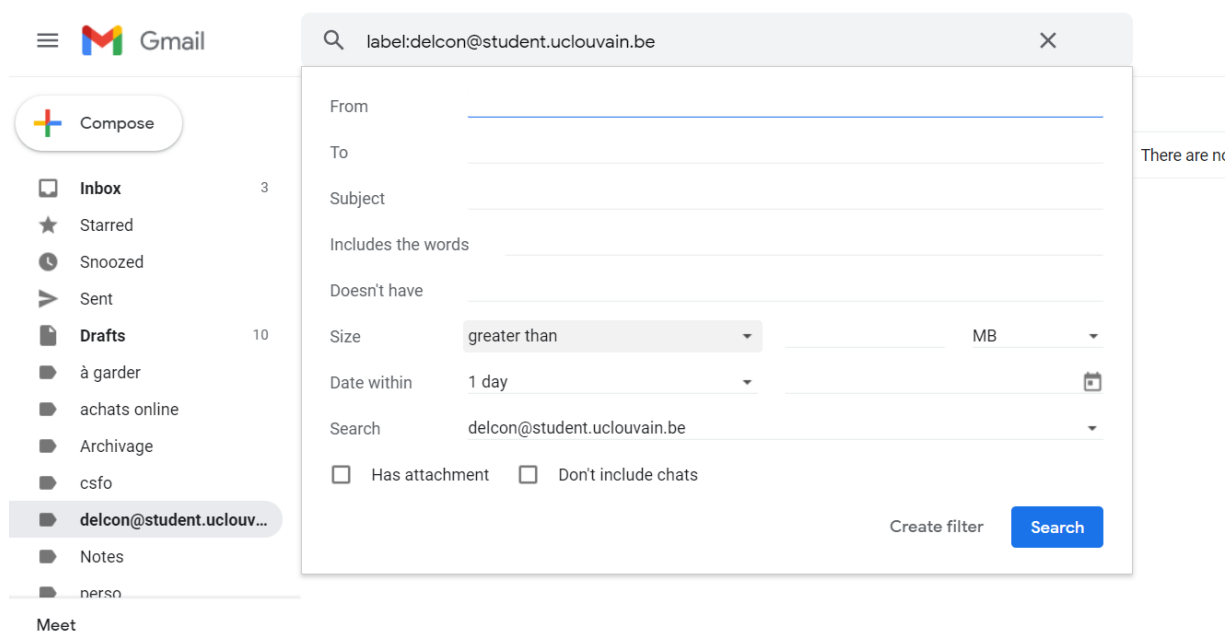 Gmail
label:delcon@student.uclouvain.be
Compose
Inbox 3
Starred
Snoozed
Sent
Drafts 10
à garder
achats online
Archivage
csfo
delcon@student.uclouv...
Notes
perso
Meet
From
To
Subject
Includes the words
Doesn't have
Size greater than MB
Date within 1 day
Search delcon@student.uclouvain.be
Has attachment Don't include chats
Create filter Search
There are